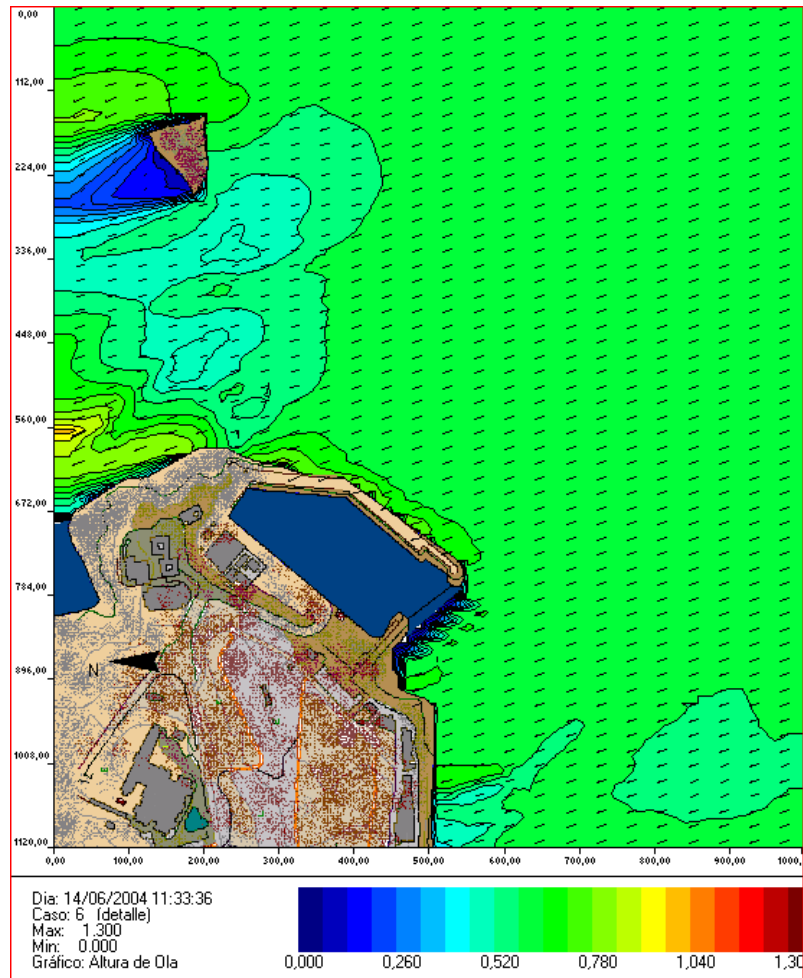 0,00
112,00
224,00
336,00
448,00
560,00
672,00
784,00
896,00
N
1008,00
1120,00
0,00 100,00 200,00 300,00 400,00 500,00 600,00 700,00 800,00 900,00 1000,00
Dia: 14/06/2004 11:33:36
Caso: 6 (detalle)
Max: 1.300
Min: 0.000
Gráfico: Altura de Ola
0,000 0,260 0,520 0,780 1,040 1,30